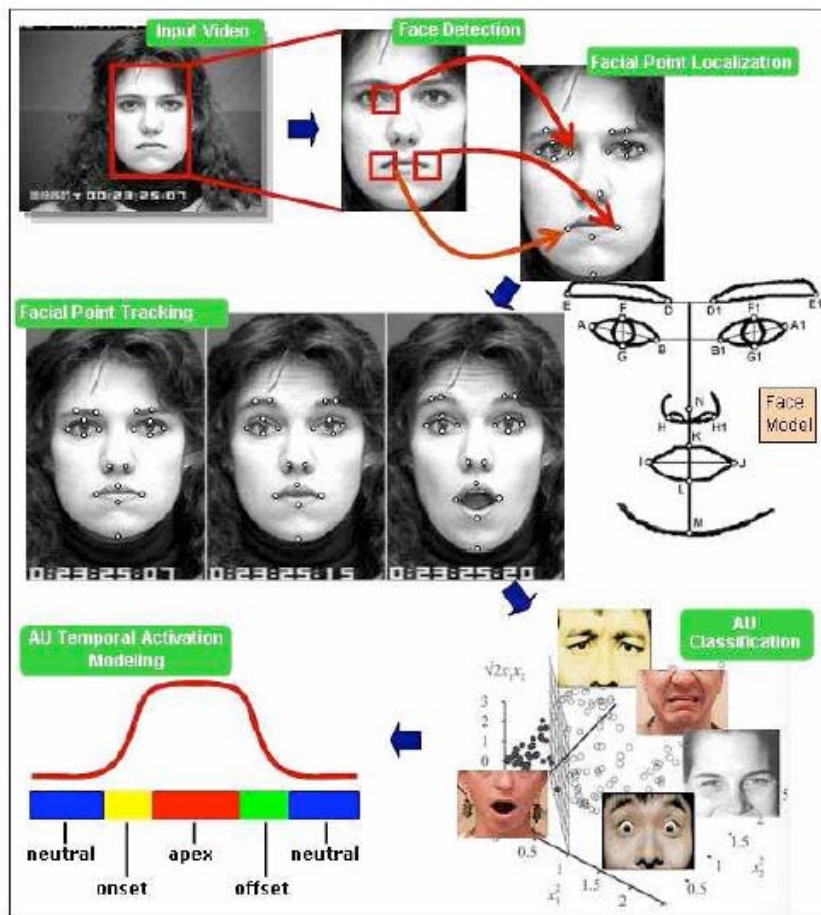 Input Video
Face Detection
Facial Point Localization
00:23:25:07
Facial Point Tracking
E
D
D1
E1
F
F1
A
A1
B
B1
G
G1
N
H
H1
K
I
J
L
M
Face
Model
0:23:25:07
0:23:25:15
0:23:25:20
AU Temporal Activation
Modeling
AU
Classification
neutral
onset
apex
offset
neutral
3
2
1
0
0.5
1
1.5
2
0.5
1
1.5